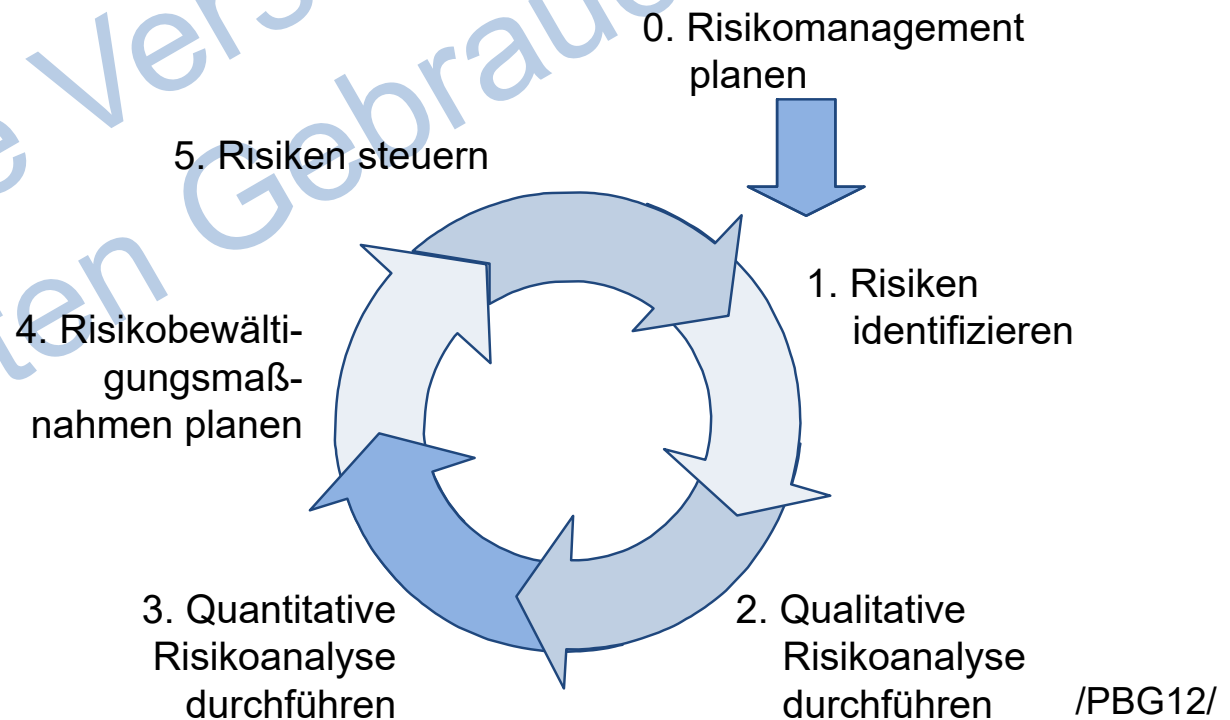 0. Risikomanagement
planen
5. Risiken steuern
1. Risiken
identifizieren
4. Risikobewälti-
gungsmaß-
nahmen planen
3. Quantitative
Risikoanalyse
durchführen
2. Qualitative
Risikoanalyse
durchführen
/PBG12/